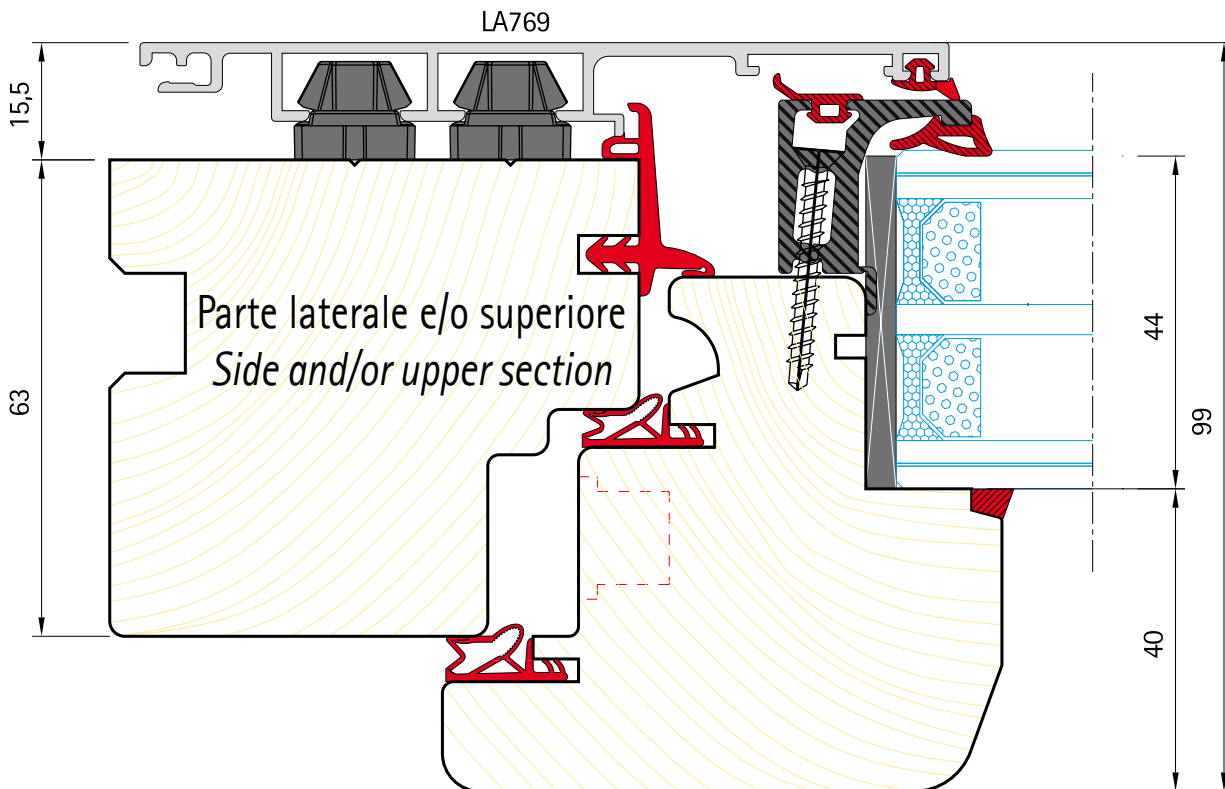 LA769
15,5
Parte laterale e/o superiore
Side and/or upper section
63
44
99
40